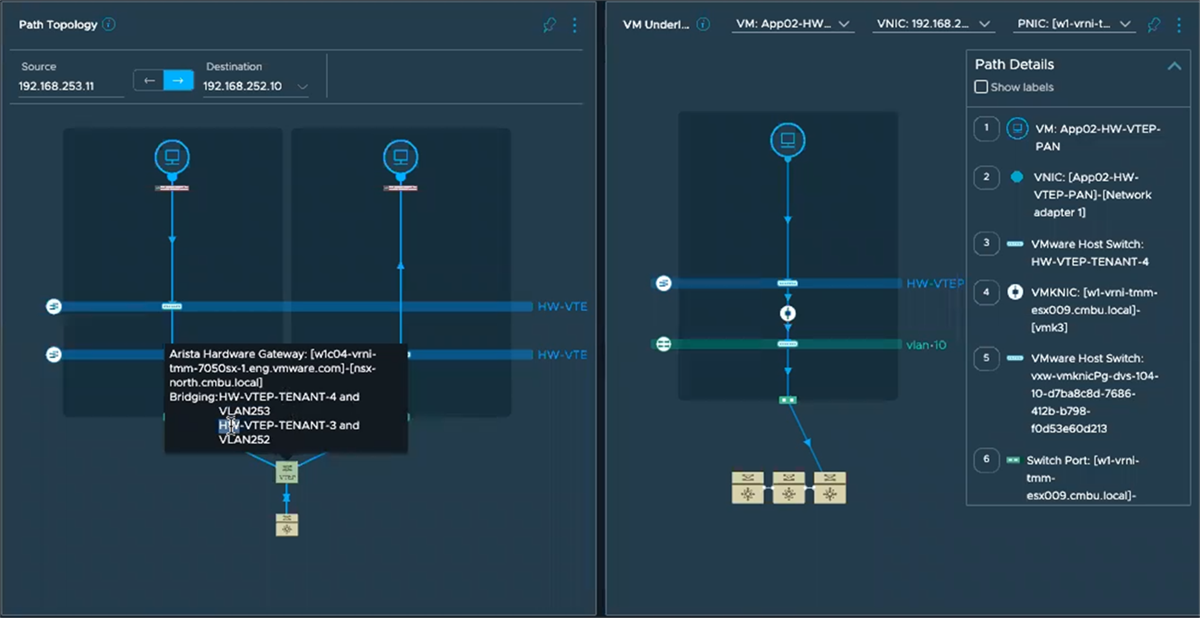 Path Topology
Source
192.168.253.11
← →
Destination
192.168.252.10
HW-VTE
HW-VTE
Arista Hardware Gateway: [w1c04-vrni-
tmm-7050sx-1.eng.vmware.com]-[nsx-
north.cmbu.local]
Bridging: HW-VTEP-TENANT-4 and
VLAN253
HW-VTEP-TENANT-3 and
VLAN252
VTEP
VM Underl...
VM: App02-HW...
VNIC: 192.168.2...
PNIC: [w1-vrni-t...
HW-VTEP
vlan-10
Path Details
Show labels
1
VM: App02-HW-VTEP-
PAN
2
VNIC: [App02-HW-
VTEP-PAN]-[Network
adapter 1]
3
VMware Host Switch:
HW-VTEP-TENANT-4
4
VMKNIC: [w1-vrni-tmm-
esx009.cmbu.local]-
[vmk3]
5
VMware Host Switch:
vxw-vmknicPg-dvs-104-
10-d7ba8c8d-7686-
412b-b798-
f0d53e60d213
6
Switch Port: [w1-vrni-
tmm-
esx009.cmbu.local]-